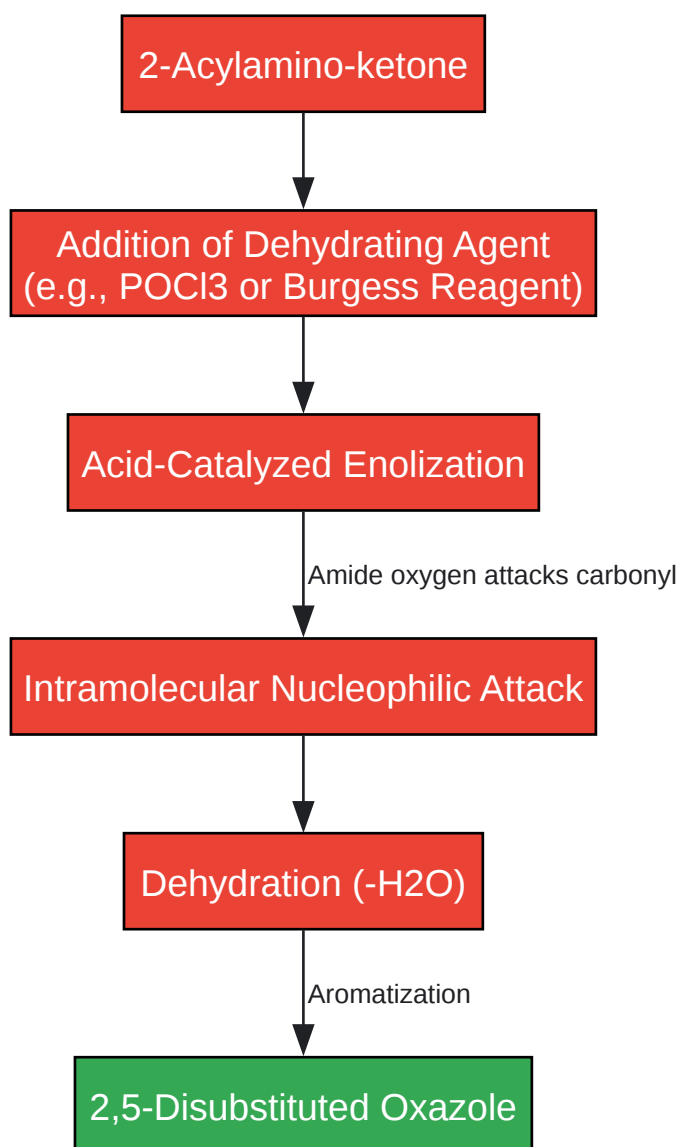 2-Acylamino-ketone
Addition of Dehydrating Agent
(e.g., POCl3 or Burgess Reagent)
Acid-Catalyzed Enolization
Amide oxygen attacks carbonyl
Intramolecular Nucleophilic Attack
Dehydration (-H2O)
Aromatization
2,5-Disubstituted Oxazole